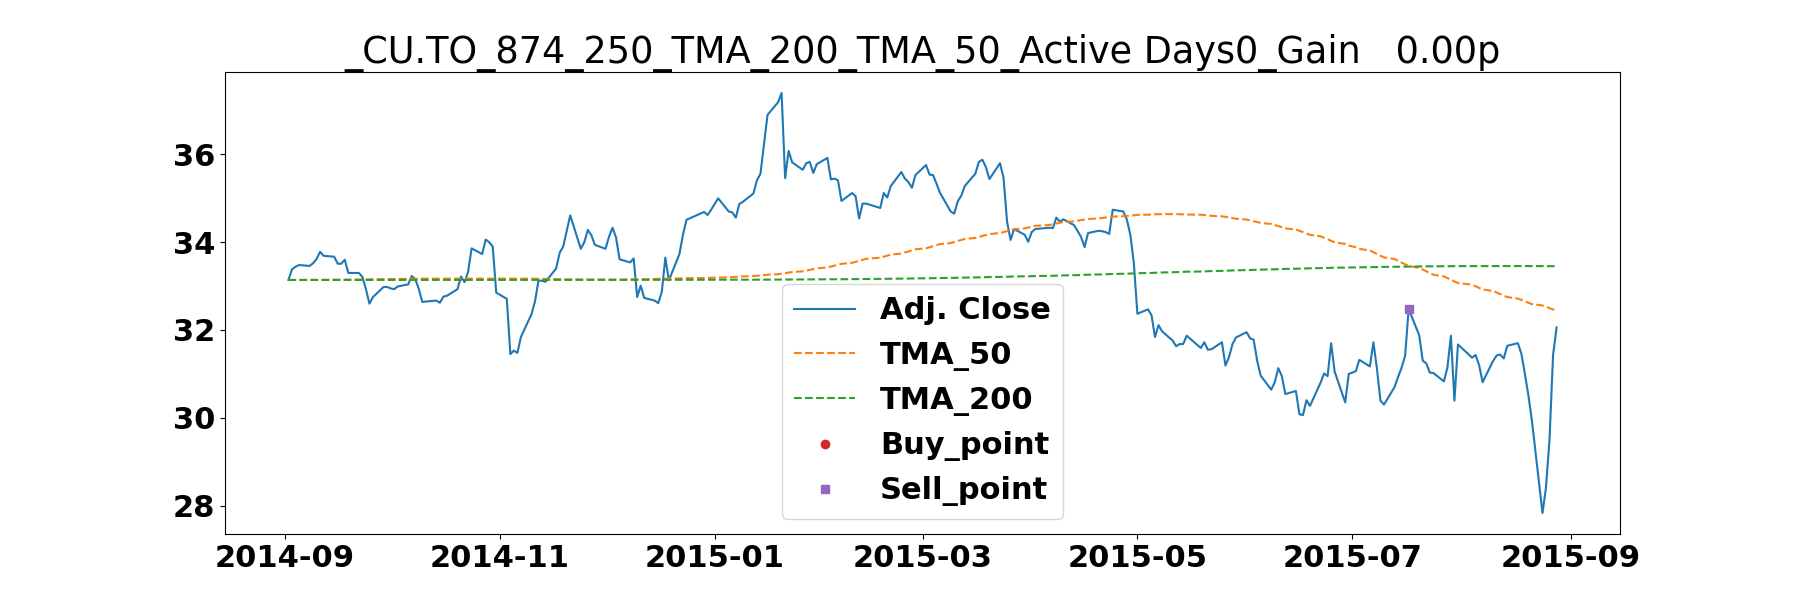 _CU.TO_874_250_TMA_200_TMA_50_Active Days0_Gain   0.00p
36
34
32
30
28
Adj. Close
TMA_50
TMA_200
Buy_point
Sell_point
2014-09 2014-11 2015-01 2015-03 2015-05 2015-07 2015-09